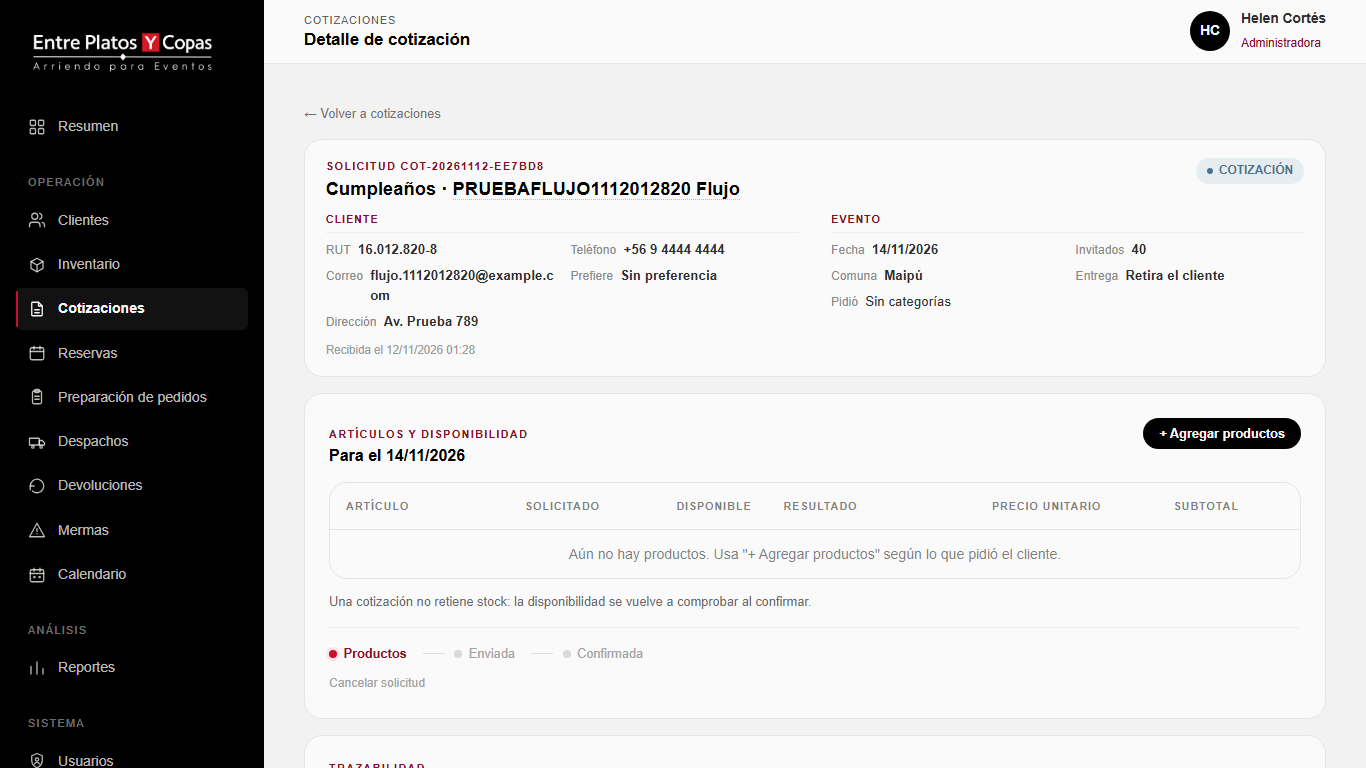 Entre Platos Y Copas
Arriendo para Eventos
Resumen
OPERACIÓN
Clientes
Inventario
Cotizaciones
Reservas
Preparación de pedidos
Despachos
Devoluciones
Mermas
Calendario
ANÁLISIS
Reportes
SISTEMA
Usuarios
COTIZACIONES
Detalle de cotización
HC
Helen Cortés
Administradora
← Volver a cotizaciones
SOLICITUD COT-20261112-EE7BD8
COTIZACIÓN
Cumpleaños · PRUEBAFLUJO1112012820 Flujo
CLIENTE
RUT 16.012.820-8
Teléfono +56 9 4444 4444
Correo flujo.1112012820@example.c
om
Prefiere Sin preferencia
Dirección Av. Prueba 789
Recibida el 12/11/2026 01:28
EVENTO
Fecha 14/11/2026
Invitados 40
Comuna Maipú
Entrega Retira el cliente
Pidió Sin categorías
ARTÍCULOS Y DISPONIBILIDAD
Para el 14/11/2026
+ Agregar productos
ARTÍCULO SOLICITADO DISPONIBLE RESULTADO PRECIO UNITARIO SUBTOTAL
Aún no hay productos. Usa "+ Agregar productos" según lo que pidió el cliente.
Una cotización no retiene stock: la disponibilidad se vuelve a comprobar al confirmar.
Productos Enviada Confirmada
Cancelar solicitud
TRAZABILIDAD